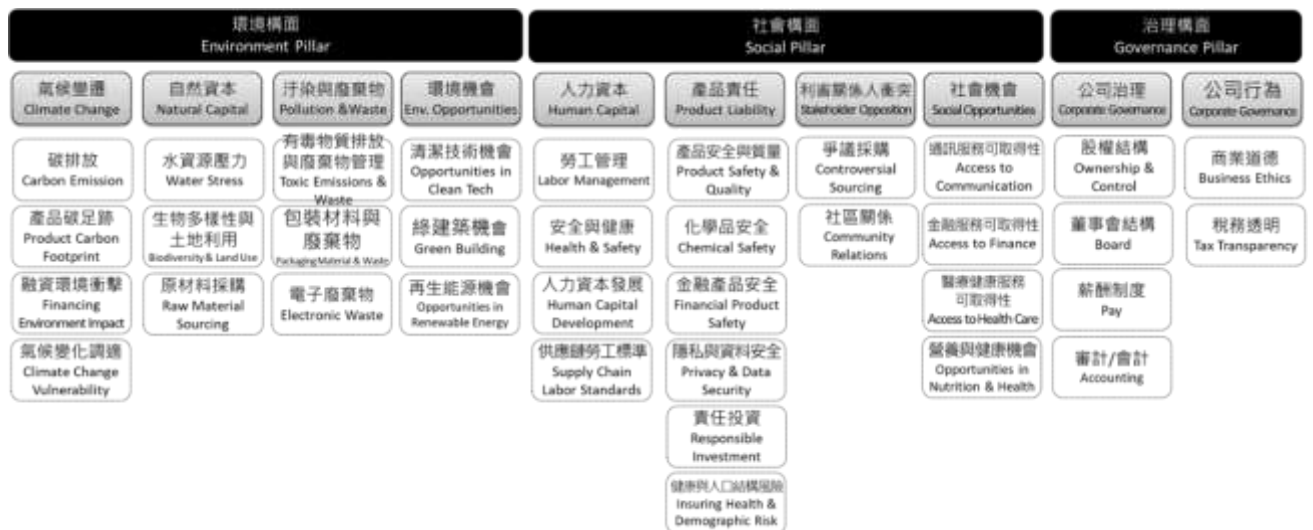 環境構面
Environment Pillar
社會構面
Social Pillar
治理構面
Governance Pillar
氣候變遷
Climate Change
自然資本
Natural Capital
汙染與廢棄物
Pollution &Waste
環境機會
Env. Opportunities
人力資本
Human Capital
產品責任
Product Liability
利害關係人衝突
Stakeholder Opposition
社會機會
Social Opportunities
公司治理
Corporate Governance
公司行為
Corporate Governance
碳排放
Carbon Emission
產品碳足跡
Product Carbon
Footprint
融資環境衝擊
Financing
Environment Impact
氣候變化調適
Climate Change
Vulnerability
水資源壓力
Water Stress
生物多樣性與
土地利用
Biodiversity & Land Use
原材料採購
Raw Material
Sourcing
有毒物質排放
與廢棄物管理
Toxic Emissions &
Waste
包裝材料與
廢棄物
Packaging Material & Waste
電子廢棄物
Electronic Waste
清潔技術機會
Opportunities in
Clean Tech
綠建築機會
Green Building
再生能源機會
Opportunities in
Renewable Energy
勞工管理
Labor Management
安全與健康
Health & Safety
人力資本發展
Human Capital
Development
供應鏈勞工標準
Supply Chain
Labor Standards
產品安全與質量
Product Safety &
Quality
化學品安全
Chemical Safety
金融產品安全
Financial Product
Safety
隱私與資料安全
Privacy & Data
Security
責任投資
Responsible
Investment
健康與人口結構風險
Insuring Health &
Demographic Risk
爭議採購
Controversial
Sourcing
社區關係
Community
Relations
通訊服務可取得性
Access to
Communication
金融服務可取得性
Access to Finance
醫療健康服務
可取得性
Access to Health Care
營養與健康機會
Opportunities in
Nutrition & Health
股權結構
Ownership &
Control
董事會結構
Board
薪酬制度
Pay
審計/會計
Accounting
商業道德
Business Ethics
稅務透明
Tax Transparency